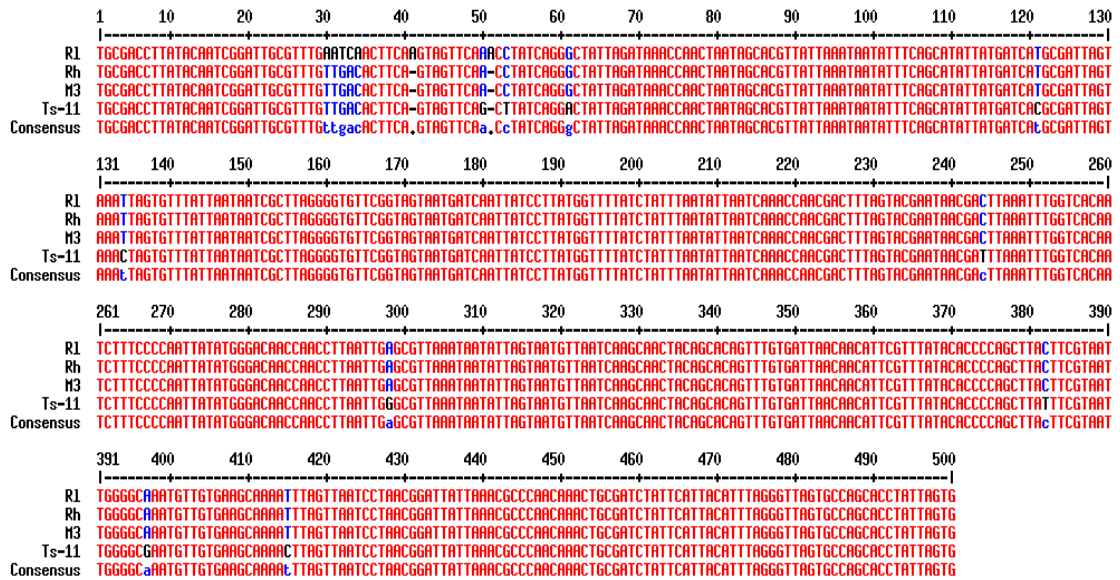 1 10 20 30 40 50 60 70 80 90 100 110 120 130
|--------+---------+---------+---------+---------+---------+---------+---------+---------+---------+---------+---------+---------|
R1 TGCGACCTTATACAATCGGATTGCGTTTGAATCAACTTCAAGTAGTTCAAACCTATCAGGGCTATTAGATAAACCAACTAATAGCACGTTATTAAATAATATTTCAGCATATTATGATCATGCGATTAGT
Rh TGCGACCTTATACAATCGGATTGCGTTTGTTGACACTTCA-GTAGTTCAA-CCTATCAGGGCTATTAGATAAACCAACTAATAGCACGTTATTAAATAATATTTCAGCATATTATGATCATGCGATTAGT
M3 TGCGACCTTATACAATCGGATTGCGTTTGTTGACACTTCA-GTAGTTCAA-CCTATCAGGGCTATTAGATAAACCAACTAATAGCACGTTATTAAATAATATTTCAGCATATTATGATCATGCGATTAGT
Ts-11 TGCGACCTTATACAATCGGATTGCGTTTGTTGACACTTCA-GTAGTTCAG-CTTATCAGGACTATTAGATAAACCAACTAATAGCACGTTATTAAATAATATTTCAGCATATTATGATCACGCGATTAGT
Consensus TGCGACCTTATACAATCGGATTGCGTTTGttgacACTTCA.GTAGTTCAa.CcTATCAGGgCTATTAGATAAACCAACTAATAGCACGTTATTAAATAATATTTCAGCATATTATGATCAtGCGATTAGT
131 140 150 160 170 180 190 200 210 220 230 240 250 260
|--------+---------+---------+---------+---------+---------+---------+---------+---------+---------+---------+---------+---------|
R1 AAATTAGTGTTTATTAATAATCGCTTAGGGGTGTTCGGTAGTAATGATCAATTATCCTTATGGTTTTATCTATTTAATATTAATCAAACCAACGACTTTAGTACGAATAACGACTTAAATTTGGTCACAA
Rh AAATTAGTGTTTATTAATAATCGCTTAGGGGTGTTCGGTAGTAATGATCAATTATCCTTATGGTTTTATCTATTTAATATTAATCAAACCAACGACTTTAGTACGAATAACGACTTAAATTTGGTCACAA
M3 AAATTAGTGTTTATTAATAATCGCTTAGGGGTGTTCGGTAGTAATGATCAATTATCCTTATGGTTTTATCTATTTAATATTAATCAAACCAACGACTTTAGTACGAATAACGACTTAAATTTGGTCACAA
Ts-11 AAACTAGTGTTTATTAATAATCGCTTAGGGGTGTTCGGTAGTAATGATCAATTATCCTTATGGTTTTATCTATTTAATATTAATCAAACCAACGACTTTAGTACGAATAACGATTTAAATTTGGTCACAA
Consensus AAAtTAGTGTTTATTAATAATCGCTTAGGGGTGTTCGGTAGTAATGATCAATTATCCTTATGGTTTTATCTATTTAATATTAATCAAACCAACGACTTTAGTACGAATAACGAcTTAAATTTGGTCACAA
261 270 280 290 300 310 320 330 340 350 360 370 380 390
|--------+---------+---------+---------+---------+---------+---------+---------+---------+---------+---------+---------+---------|
R1 TCTTTCCCCAATTATATGGGACAACCAACCTTAATTGAGCGTTAAATAATATTAGTAATGTTAATCAAGCAACTACAGCACAGTTTGTGATTAACAACATTCGTTTATACACCCCAGCTTACTTCGTAAT
Rh TCTTTCCCCAATTATATGGGACAACCAACCTTAATTGAGCGTTAAATAATATTAGTAATGTTAATCAAGCAACTACAGCACAGTTTGTGATTAACAACATTCGTTTATACACCCCAGCTTACTTCGTAAT
M3 TCTTTCCCCAATTATATGGGACAACCAACCTTAATTGAGCGTTAAATAATATTAGTAATGTTAATCAAGCAACTACAGCACAGTTTGTGATTAACAACATTCGTTTATACACCCCAGCTTACTTCGTAAT
Ts-11 TCTTTCCCCAATTATATGGGACAACCAACCTTAATTGGGCGTTAAATAATATTAGTAATGTTAATCAAGCAACTACAGCACAGTTTGTGATTAACAACATTCGTTTATACACCCCAGCTTATTTCGTAAT
Consensus TCTTTCCCCAATTATATGGGACAACCAACCTTAATTGaGCGTTAAATAATATTAGTAATGTTAATCAAGCAACTACAGCACAGTTTGTGATTAACAACATTCGTTTATACACCCCAGCTTAcTTCGTAAT
391 400 410 420 430 440 450 460 470 480 490 500
|--------+---------+---------+---------+---------+---------+---------+---------+---------+---------+---------|
R1 TGGGGCAAATGTTGTGAAGCAAAATTTAGTTAATCCTAACGGATTATTAAACGCCCAACAAACTGCGATCTATTCATTACATTTAGGGTTAGTGCCAGCACCTATTAGTG
Rh TGGGGCAAATGTTGTGAAGCAAAATTTAGTTAATCCTAACGGATTATTAAACGCCCAACAAACTGCGATCTATTCATTACATTTAGGGTTAGTGCCAGCACCTATTAGTG
M3 TGGGGCAAATGTTGTGAAGCAAAATTTAGTTAATCCTAACGGATTATTAAACGCCCAACAAACTGCGATCTATTCATTACATTTAGGGTTAGTGCCAGCACCTATTAGTG
Ts-11 TGGGGCGAATGTTGTGAAGCAAAACTTAGTTAATCCTAACGGATTATTAAACGCCCAACAAACTGCGATCTATTCATTACATTTAGGGTTAGTGCCAGCACCTATTAGTG
Consensus TGGGGCaAATGTTGTGAAGCAAAAtTTAGTTAATCCTAACGGATTATTAAACGCCCAACAAACTGCGATCTATTCATTACATTTAGGGTTAGTGCCAGCACCTATTAGTG